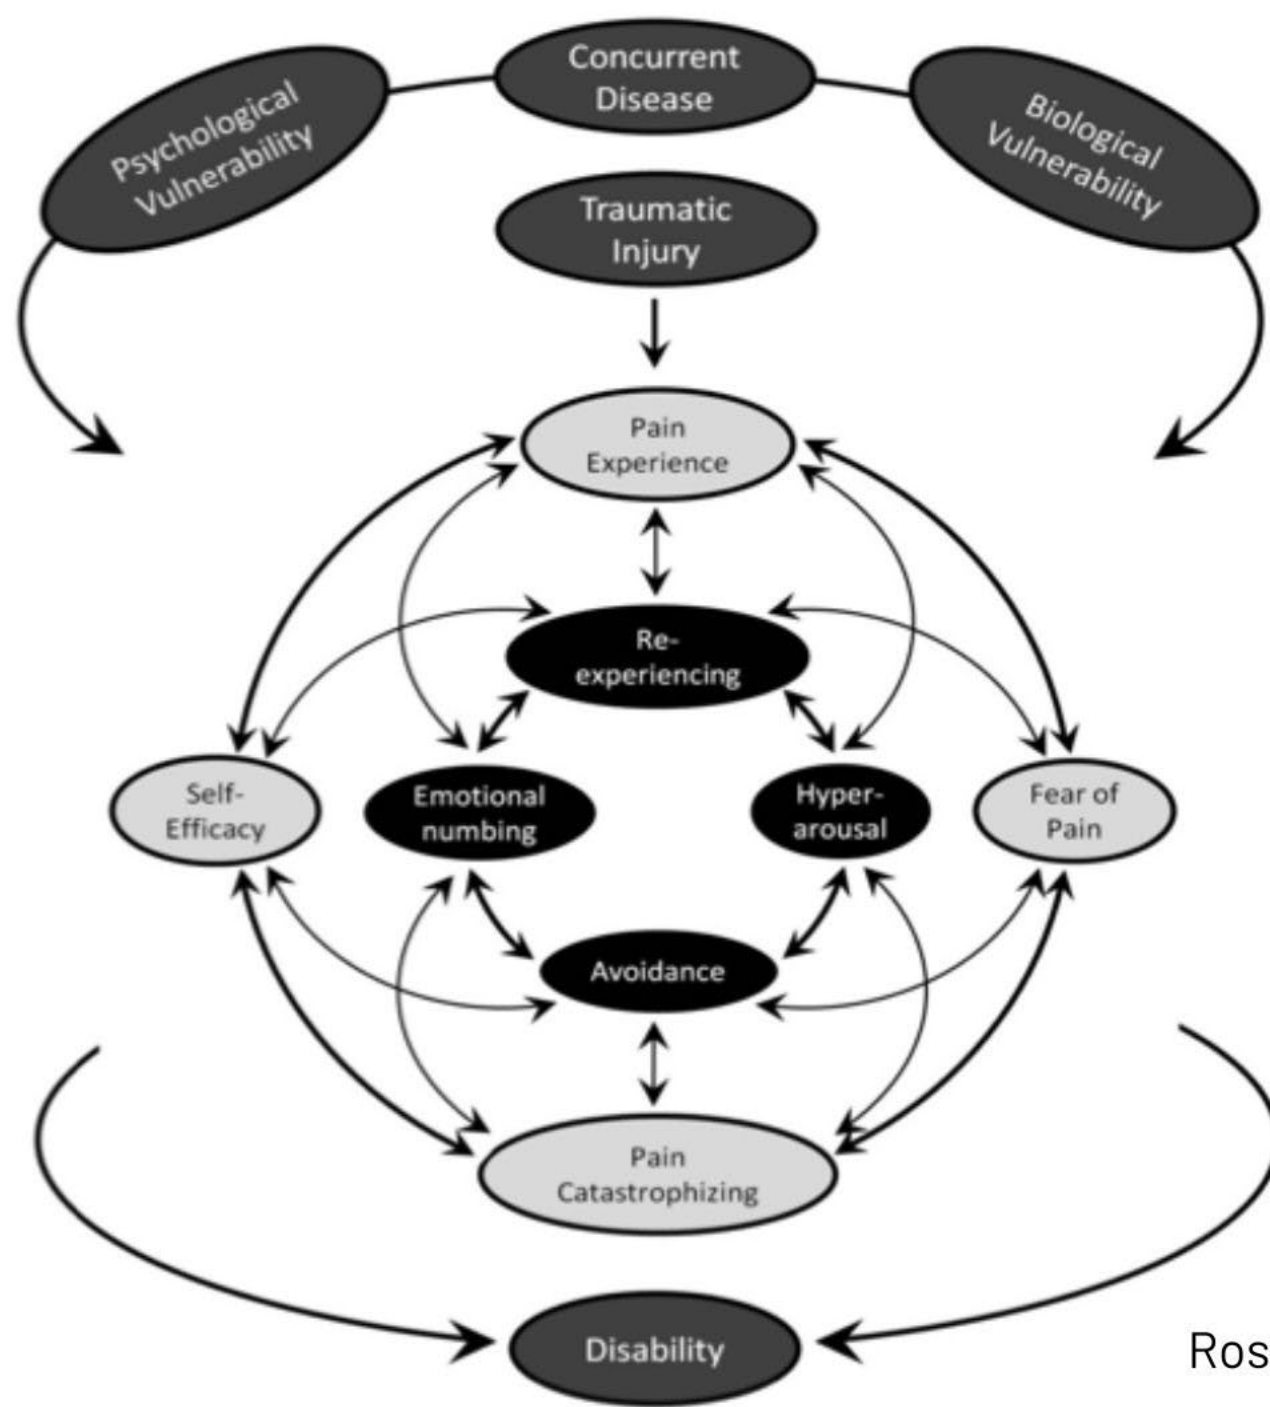 Concurrent
Disease
Psychological
Vulnerability
Biological
Vulnerability
Traumatic
Injury
Pain
Experience
Re-
experiencing
Self-
Efficacy
Emotional
numbing
Hyper-
arousal
Fear of
Pain
Avoidance
Pain
Catastrophizing
Disability
Ros